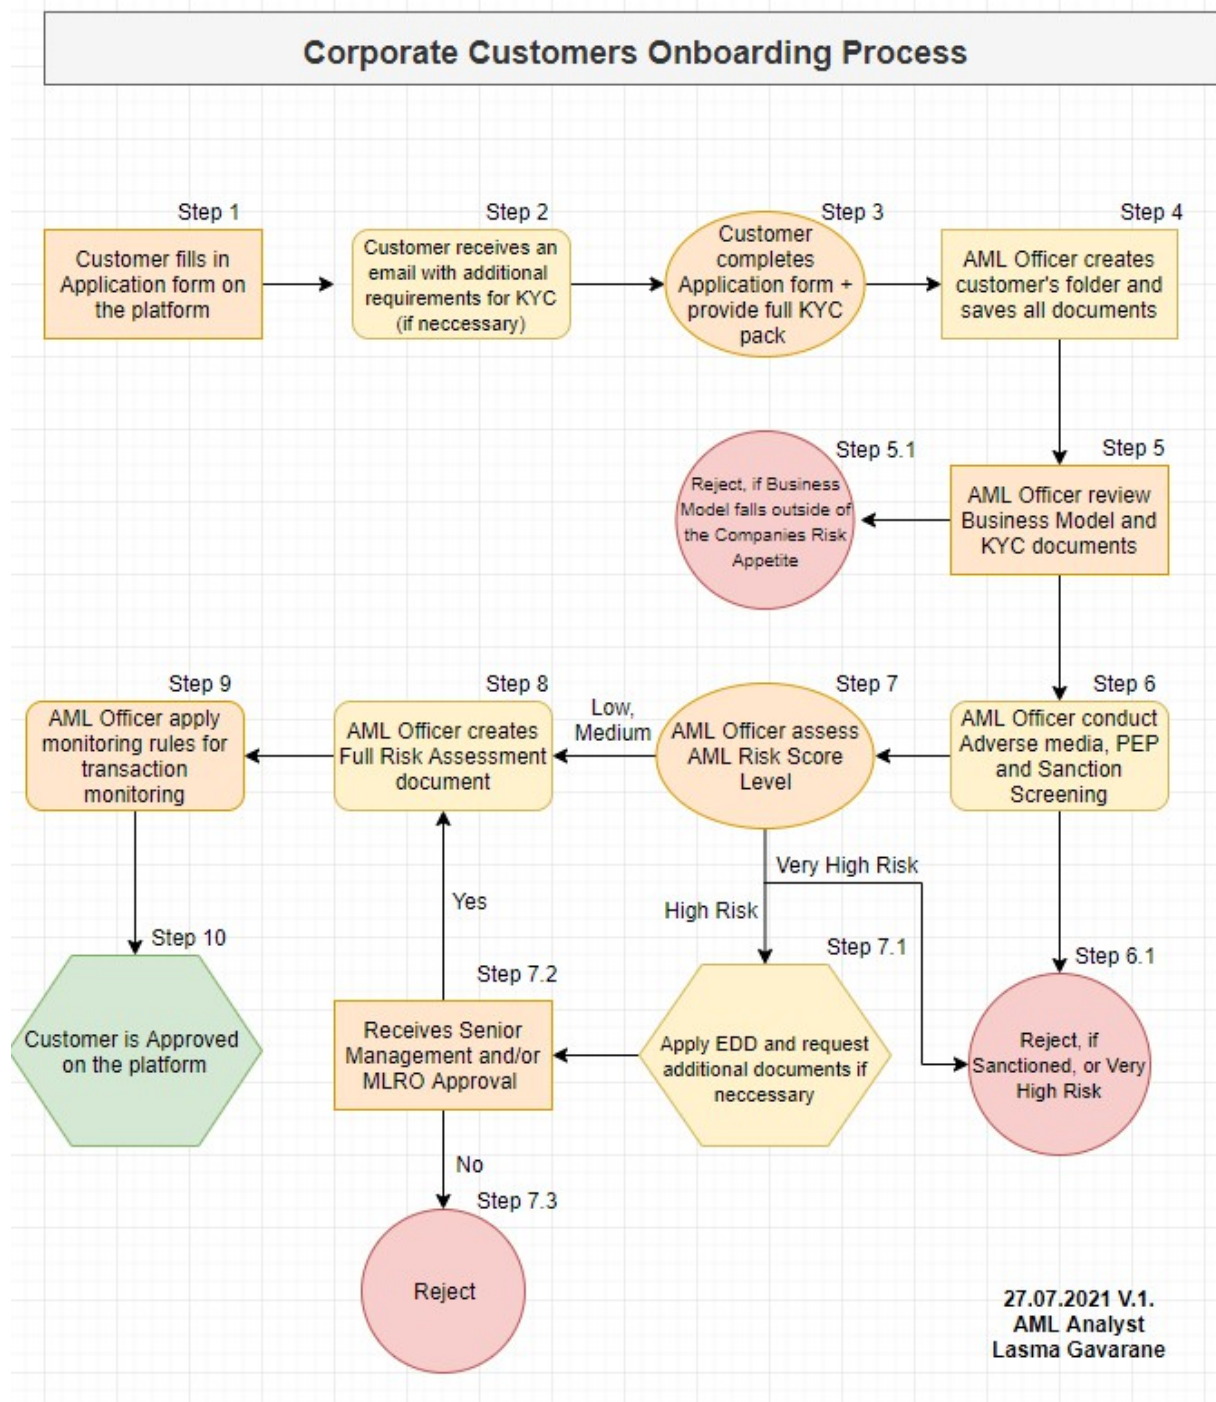 Corporate Customers Onboarding Process
Step 1
Customer fills in
Application form on
the platform
Step 2
Customer receives an
email with additional
requirements for KYC
(if neccessary)
Step 3
Customer
completes
Application form +
provide full KYC
pack
Step 4
AML Officer creates
customer's folder and
saves all documents
Step 5.1
Reject, if Business
Model falls outside of
the Companies Risk
Appetite
Step 5
AML Officer review
Business Model and
KYC documents
Step 9
AML Officer apply
monitoring rules for
transaction
monitoring
Step 8
AML Officer creates
Full Risk Assessment
document
Low,
Medium
Step 7
AML Officer assess
AML Risk Score
Level
Step 6
AML Officer conduct
Adverse media, PEP
and Sanction
Screening
Very High Risk
High Risk
Yes
Step 10
Customer is Approved
on the platform
Step 7.2
Receives Senior
Management and/or
MLRO Approval
Step 7.1
Apply EDD and request
additional documents if
neccessary
Step 6.1
Reject, if
Sanctioned, or Very
High Risk
No
Step 7.3
Reject
27.07.2021 V.1.
AML Analyst
Lasma Gavarane